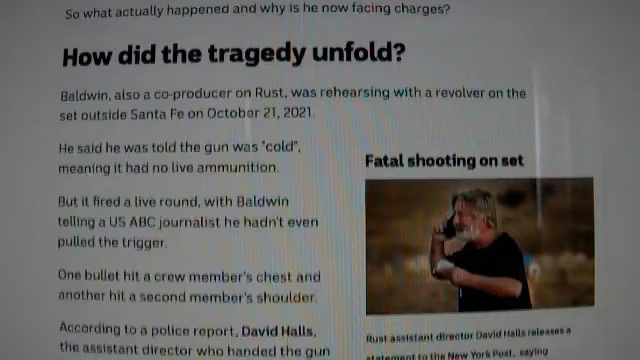 So what actually happened and why is he now facing charges?
How did the tragedy unfold?
Baldwin, also a co-producer on Rust, was rehearsing with a revolver on the
set outside Santa Fe on October 21, 2021.
He said he was told the gun was "cold",
meaning it had no live ammunition.
But it fired a live round, with Baldwin
telling a US ABC journalist he hadn't even
pulled the trigger.
One bullet hit a crew member's chest and
another hit a second member's shoulder.
According to a police report, David Halls,
the assistant director who handed the gun
Fatal shooting on set
Rust assistant director David Halls releases a
statement to the New York Post, saying